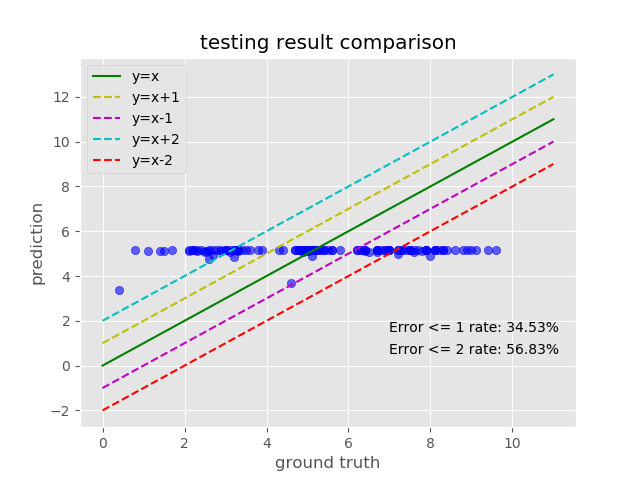 testing result comparison
y=x
y=x+1
y=x-1
y=x+2
y=x-2
12
10
8
6
4
2
0
−2
prediction
Error <= 1 rate: 34.53%
Error <= 2 rate: 56.83%
0 2 4 6 8 10
ground truth